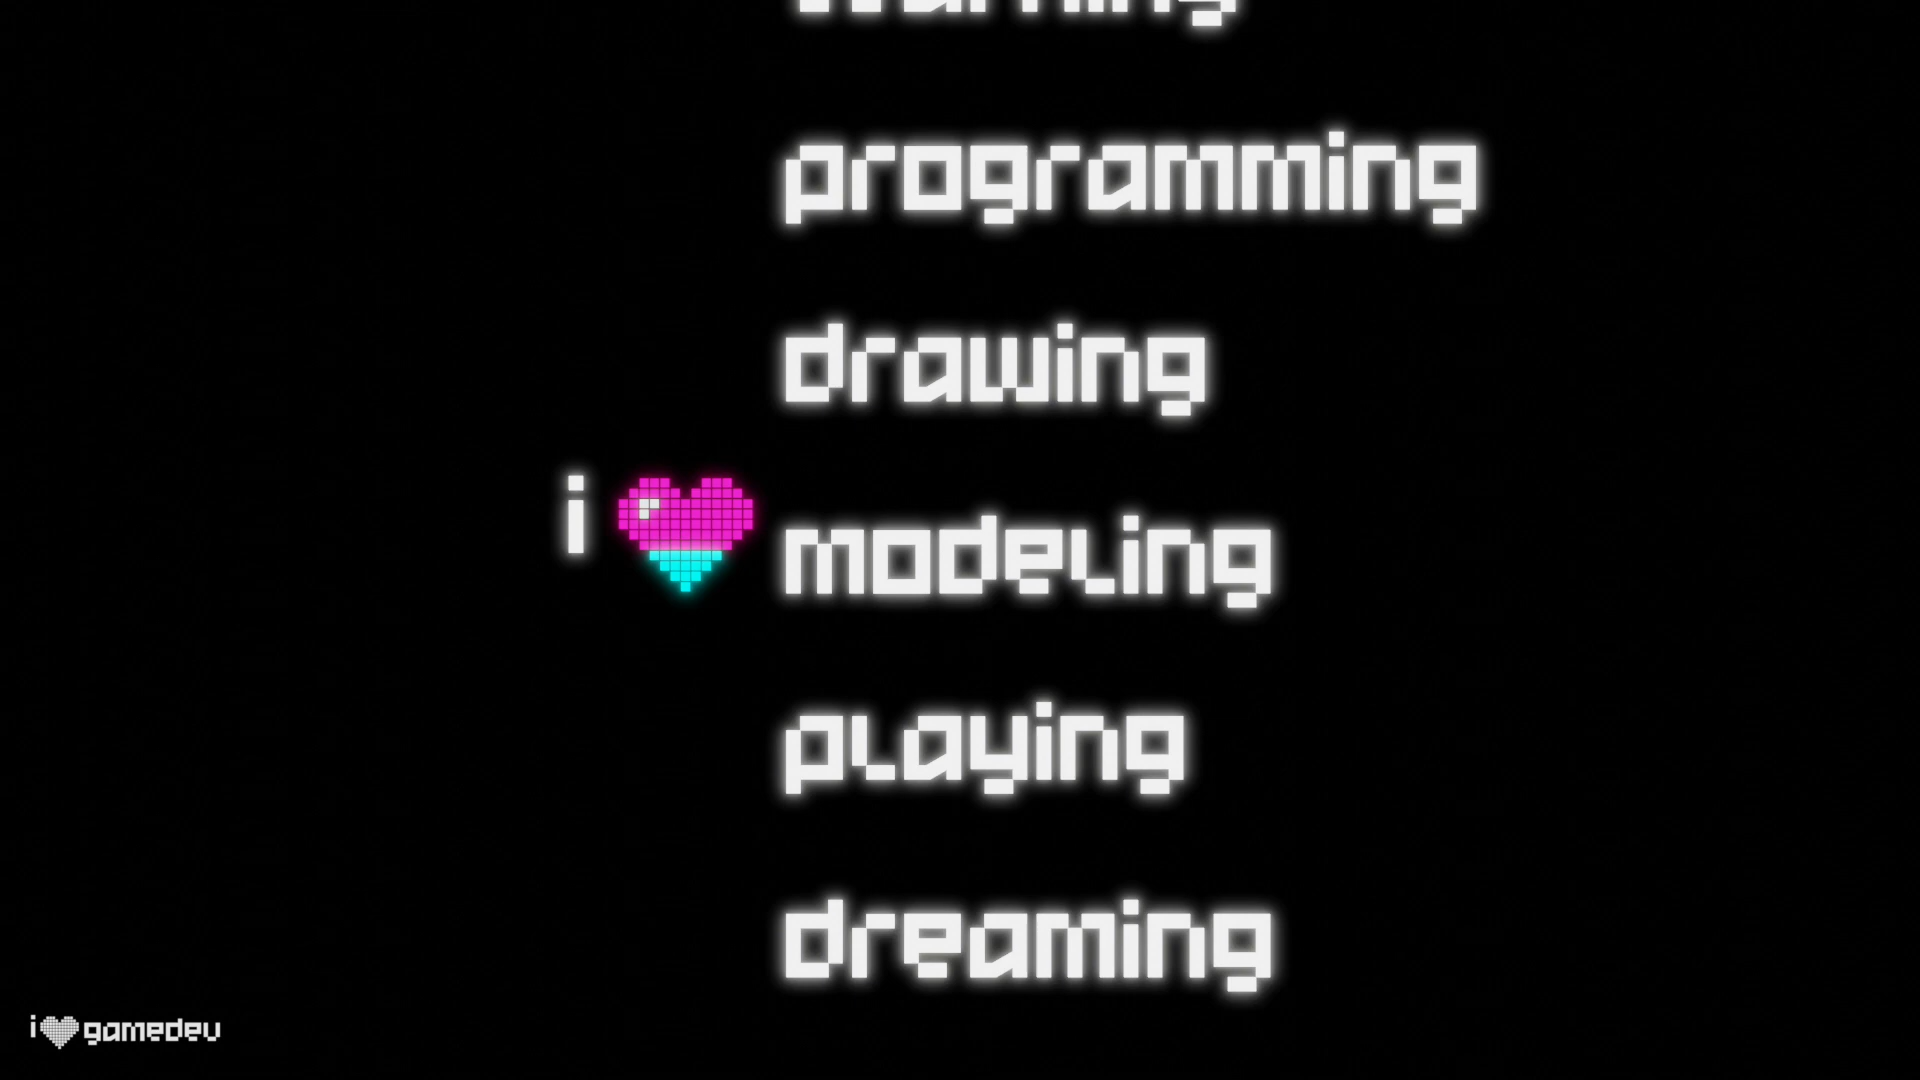 programming
drawing
i modeling
playing
dreaming
i gamedev